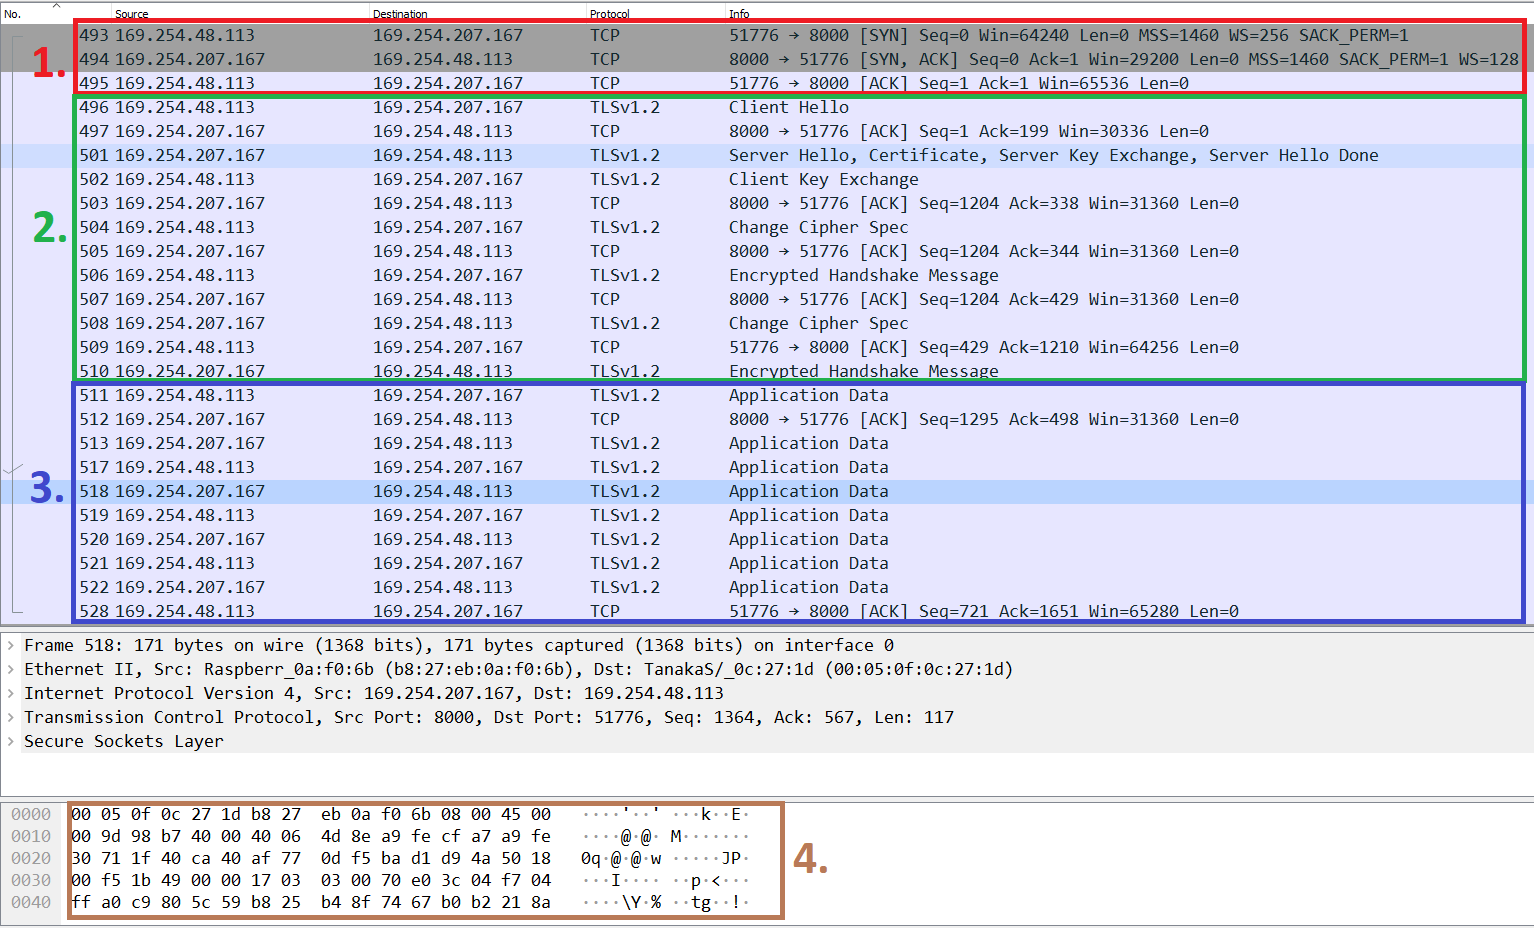 No. Source Destination Protocol Info
1.
493 169.254.48.113 169.254.207.167 TCP 51776 → 8000 [SYN] Seq=0 Win=64240 Len=0 MSS=1460 WS=256 SACK_PERM=1
494 169.254.207.167 169.254.48.113 TCP 8000 → 51776 [SYN, ACK] Seq=0 Ack=1 Win=29200 Len=0 MSS=1460 SACK_PERM=1 WS=128
495 169.254.48.113 169.254.207.167 TCP 51776 → 8000 [ACK] Seq=1 Ack=1 Win=65536 Len=0
2.
496 169.254.48.113 169.254.207.167 TLSv1.2 Client Hello
497 169.254.207.167 169.254.48.113 TCP 8000 → 51776 [ACK] Seq=1 Ack=199 Win=30336 Len=0
501 169.254.207.167 169.254.48.113 TLSv1.2 Server Hello, Certificate, Server Key Exchange, Server Hello Done
502 169.254.48.113 169.254.207.167 TLSv1.2 Client Key Exchange
503 169.254.207.167 169.254.48.113 TCP 8000 → 51776 [ACK] Seq=1204 Ack=338 Win=31360 Len=0
504 169.254.48.113 169.254.207.167 TLSv1.2 Change Cipher Spec
505 169.254.207.167 169.254.48.113 TCP 8000 → 51776 [ACK] Seq=1204 Ack=344 Win=31360 Len=0
506 169.254.48.113 169.254.207.167 TLSv1.2 Encrypted Handshake Message
507 169.254.207.167 169.254.48.113 TCP 8000 → 51776 [ACK] Seq=1204 Ack=429 Win=31360 Len=0
508 169.254.207.167 169.254.48.113 TLSv1.2 Change Cipher Spec
509 169.254.48.113 169.254.207.167 TCP 51776 → 8000 [ACK] Seq=429 Ack=1210 Win=64256 Len=0
510 169.254.207.167 169.254.48.113 TLSv1.2 Encrypted Handshake Message
3.
511 169.254.48.113 169.254.207.167 TLSv1.2 Application Data
512 169.254.207.167 169.254.48.113 TCP 8000 → 51776 [ACK] Seq=1295 Ack=498 Win=31360 Len=0
513 169.254.207.167 169.254.48.113 TLSv1.2 Application Data
517 169.254.48.113 169.254.207.167 TLSv1.2 Application Data
518 169.254.207.167 169.254.48.113 TLSv1.2 Application Data
519 169.254.48.113 169.254.207.167 TLSv1.2 Application Data
520 169.254.207.167 169.254.48.113 TLSv1.2 Application Data
521 169.254.48.113 169.254.207.167 TLSv1.2 Application Data
522 169.254.207.167 169.254.48.113 TLSv1.2 Application Data
528 169.254.48.113 169.254.207.167 TCP 51776 → 8000 [ACK] Seq=721 Ack=1651 Win=65280 Len=0
Frame 518: 171 bytes on wire (1368 bits), 171 bytes captured (1368 bits) on interface 0
Ethernet II, Src: Raspberr_0a:f0:6b (b8:27:eb:0a:f0:6b), Dst: TanakaS/_0c:27:1d (00:05:0f:0c:27:1d)
Internet Protocol Version 4, Src: 169.254.207.167, Dst: 169.254.48.113
Transmission Control Protocol, Src Port: 8000, Dst Port: 51776, Seq: 1364, Ack: 567, Len: 117
Secure Sockets Layer
0000 00 05 0f 0c 27 1d b8 27 eb 0a f0 6b 08 00 45 00 ····'··' ···k··E·
0010 00 9d 98 b7 40 00 40 06 4d 8e a9 fe cf a7 a9 fe ····@·@· M·······
0020 30 71 1f 40 ca 40 af 77 0d f5 ba d1 d9 4a 50 18 0q·@·@·w ·····JP·
0030 00 f5 1b 49 00 00 17 03 03 00 70 e0 3c 04 f7 04 ···I···· ··p·<···
0040 ff a0 c9 80 5c 59 b8 25 b4 8f 74 67 b0 b2 21 8a ····\Y·% ··tg··!·
4.